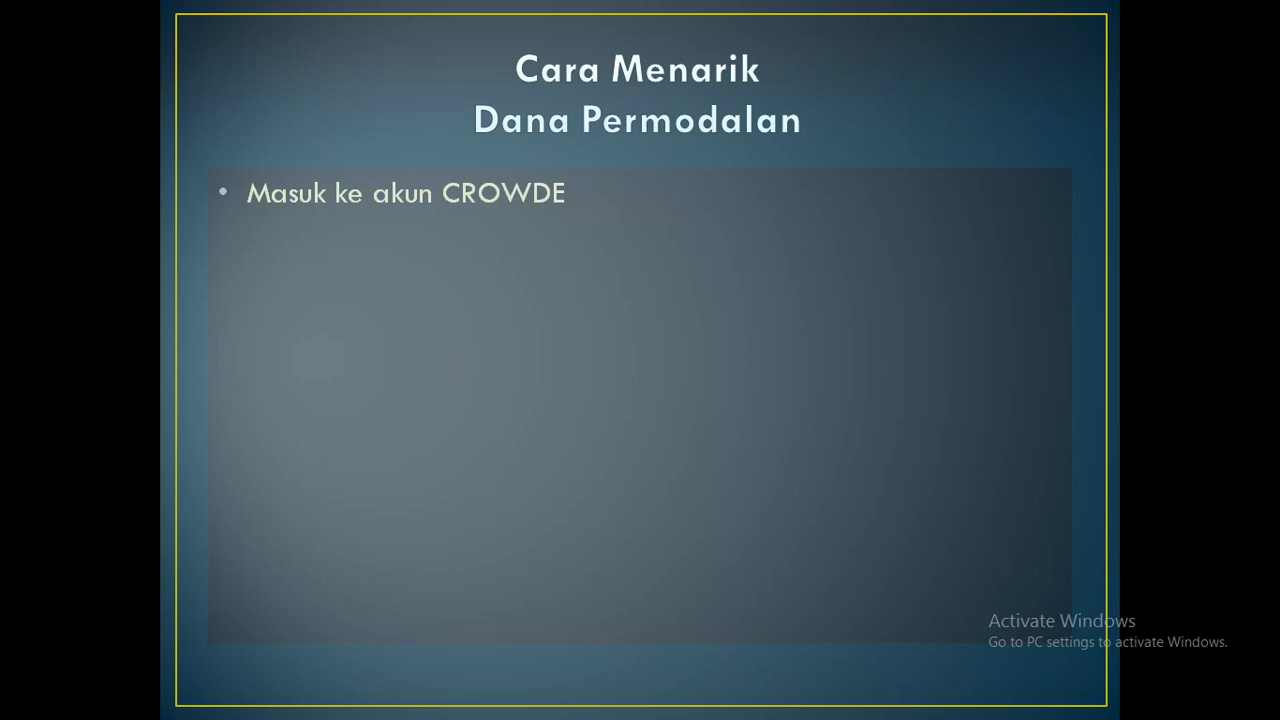 Cara Menarik
Dana Permodalan
• Masuk ke akun CROWDE
Activate Windows
Go to PC settings to activate Windows.